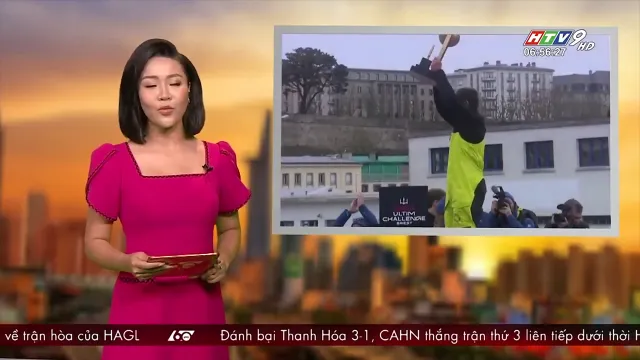 HTV9 HD
06:56:27
ULTIM
CHALLENGE
BREST
về trận hòa của HAGL 60 Đánh bại Thanh Hóa 3-1, CAHN thắng trận thứ 3 liên tiếp dưới thời H